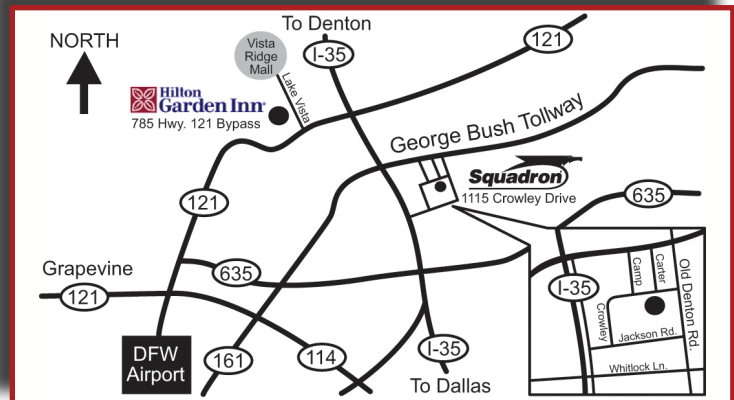 To Denton
NORTH
I-35
121
Vista
Ridge
Mall
Lake Vista
Hilton
Garden Inn
785 Hwy. 121 Bypass
George Bush Tollway
Squadron
1115 Crowley Drive
121
635
Grapevine
635
121
DFW
Airport
161
114
I-35
To Dallas
I-35
Camp
Carter
Old Denton Rd.
Crowley
Jackson Rd.
Whitlock Ln.